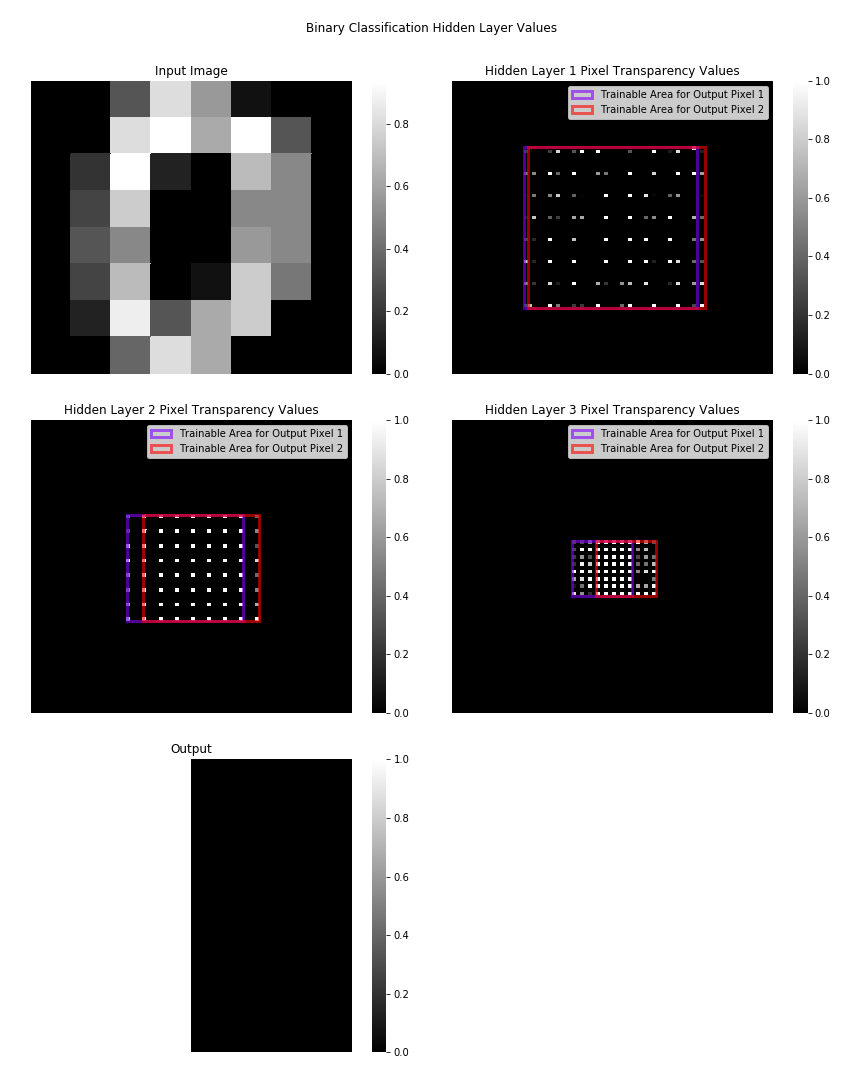 Binary Classification Hidden Layer Values
Input Image
0.8
0.6
0.4
0.2
0.0
Hidden Layer 1 Pixel Transparency Values
Trainable Area for Output Pixel 1
Trainable Area for Output Pixel 2
1.0
0.8
0.6
0.4
0.2
0.0
Hidden Layer 2 Pixel Transparency Values
Trainable Area for Output Pixel 1
Trainable Area for Output Pixel 2
1.0
0.8
0.6
0.4
0.2
0.0
Hidden Layer 3 Pixel Transparency Values
Trainable Area for Output Pixel 1
Trainable Area for Output Pixel 2
1.0
0.8
0.6
0.4
0.2
0.0
Output
1.0
0.8
0.6
0.4
0.2
0.0